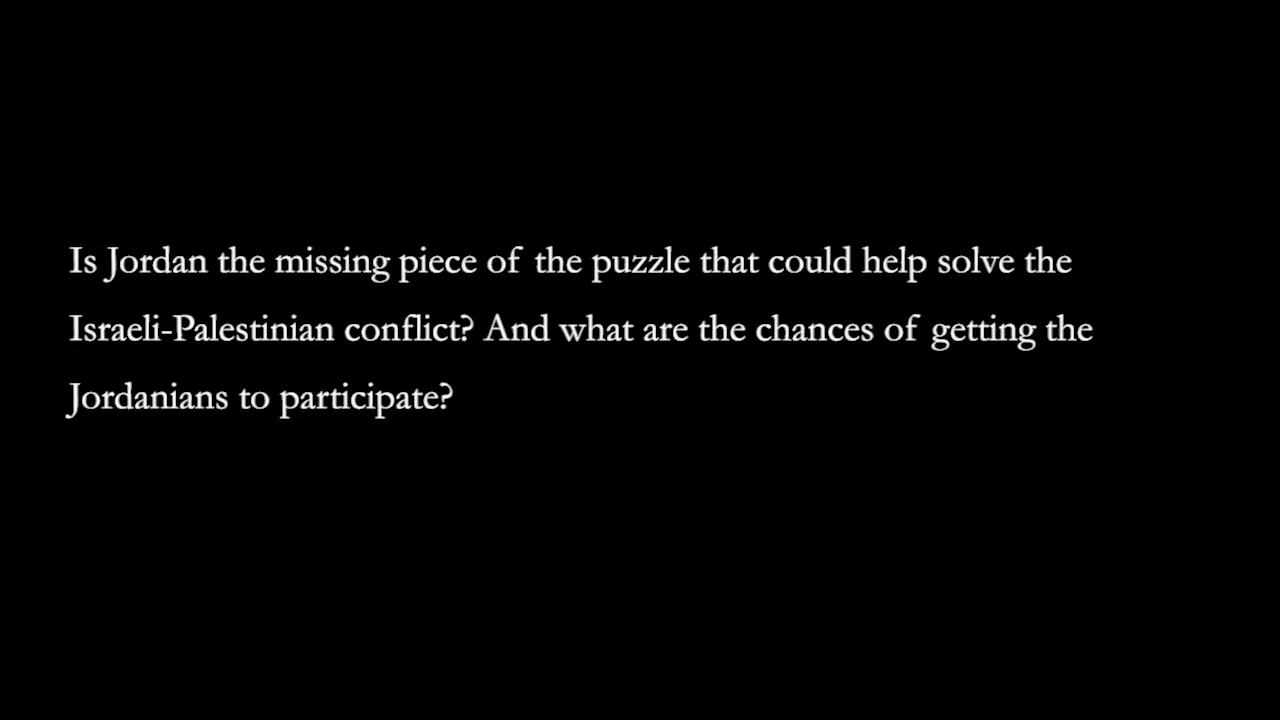 Is Jordan the missing piece of the puzzle that could help solve the
Israeli-Palestinian conflict? And what are the chances of getting the
Jordanians to participate?